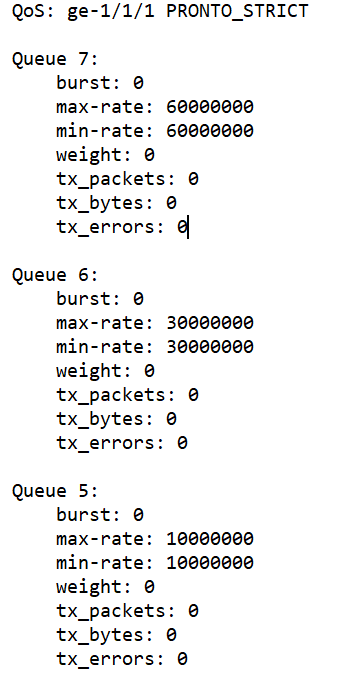 QoS: ge-1/1/1 PRONTO_STRICT
Queue 7:
burst: 0
max-rate: 60000000
min-rate: 60000000
weight: 0
tx_packets: 0
tx_bytes: 0
tx_errors: 0
Queue 6:
burst: 0
max-rate: 30000000
min-rate: 30000000
weight: 0
tx_packets: 0
tx_bytes: 0
tx_errors: 0
Queue 5:
burst: 0
max-rate: 10000000
min-rate: 10000000
weight: 0
tx_packets: 0
tx_bytes: 0
tx_errors: 0